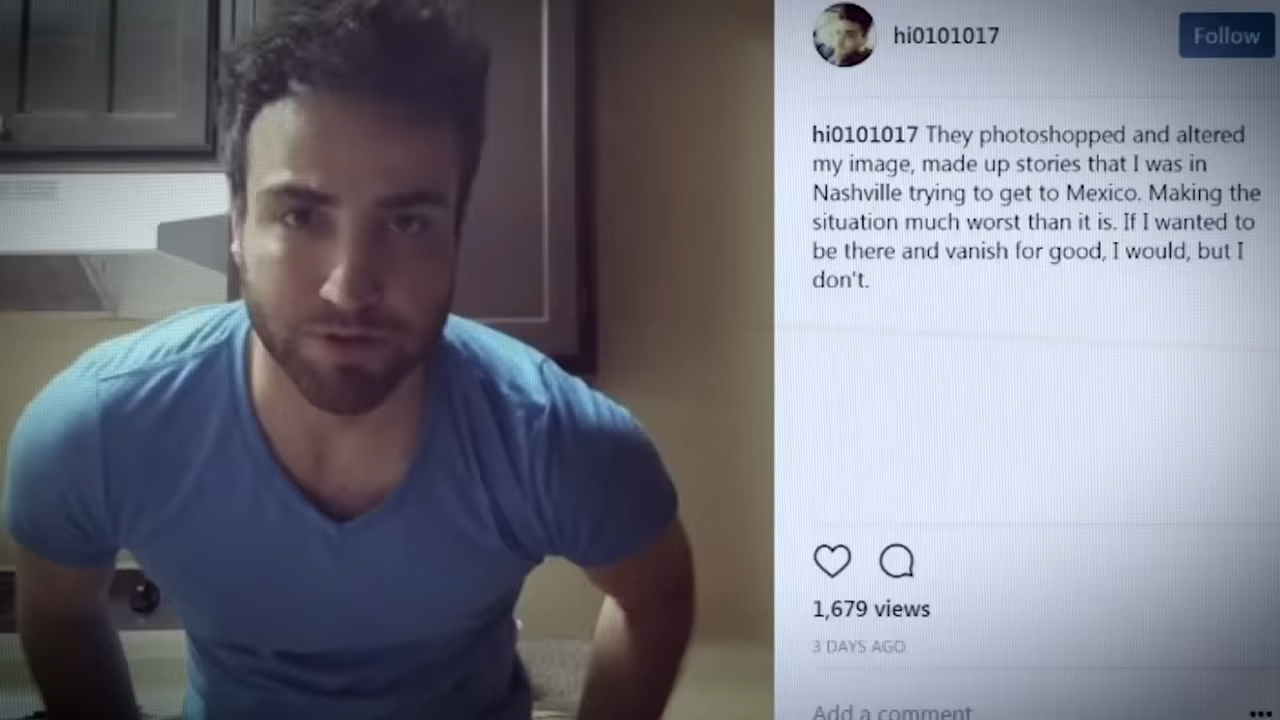 hi0101017
Follow
hi0101017 They photoshopped and altered
my image, made up stories that I was in
Nashville trying to get to Mexico. Making the
situation much worst than it is. If I wanted to
be there and vanish for good, I would, but I
don't.
1,679 views
3 DAYS AGO
Add a comment